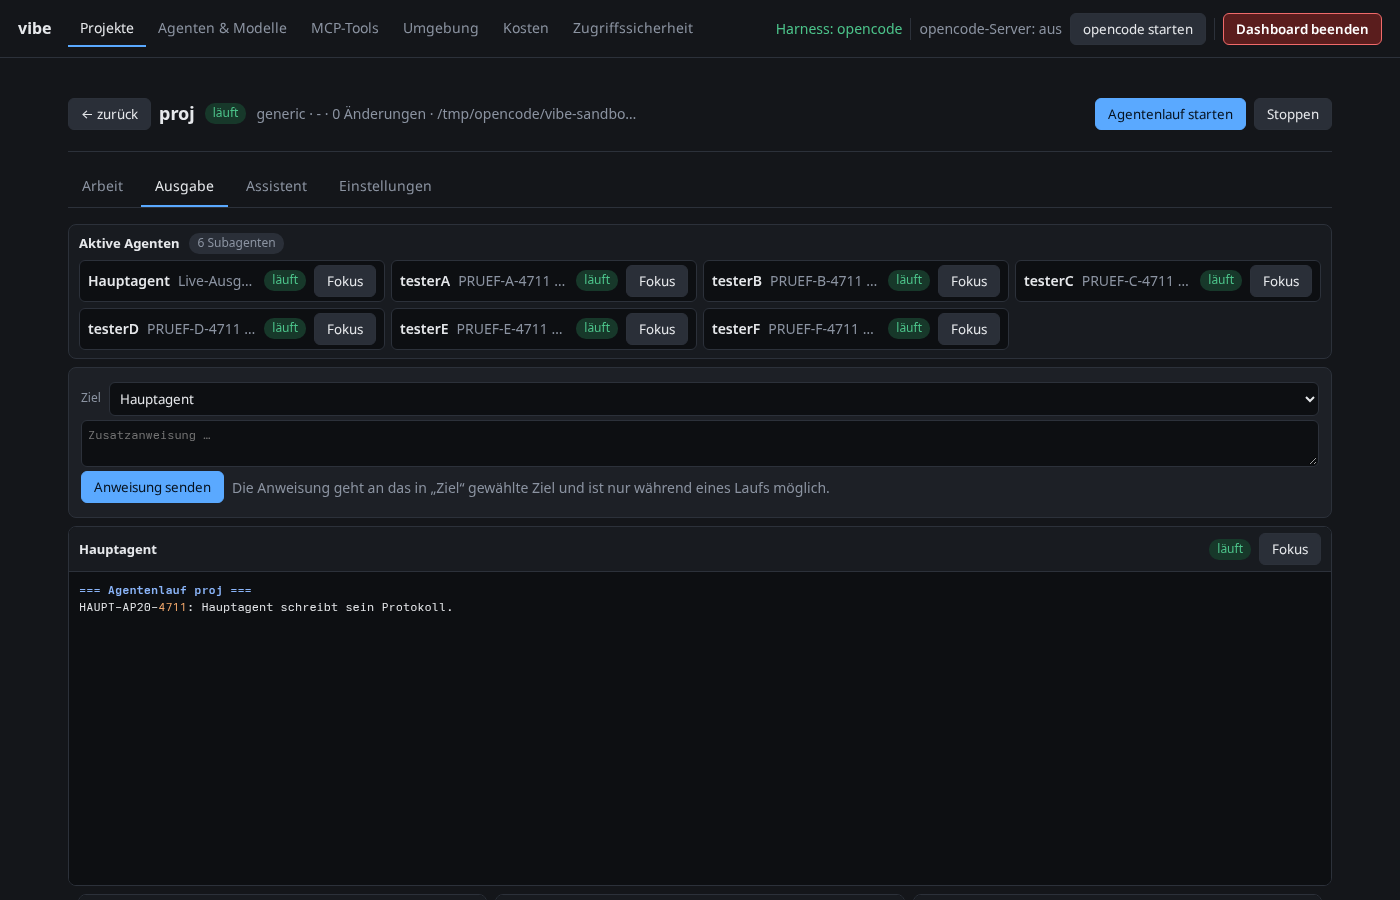 vibe Projekte Agenten & Modelle MCP-Tools Umgebung Kosten Zugriffssicherheit Harness: opencode opencode-Server: aus opencode starten Dashboard beenden
← zurück proj läuft generic · - · 0 Änderungen · /tmp/opencode/vibe-sandbo... Agentenlauf starten Stoppen
Arbeit Ausgabe Assistent Einstellungen
Aktive Agenten 6 Subagenten
Hauptagent Live-Ausg... läuft Fokus testerA PRUEF-A-4711 ... läuft Fokus testerB PRUEF-B-4711 ... läuft Fokus testerC PRUEF-C-4711 ... läuft Fokus
testerD PRUEF-D-4711 ... läuft Fokus testerE PRUEF-E-4711 ... läuft Fokus testerF PRUEF-F-4711 ... läuft Fokus
Ziel Hauptagent
Zusatzanweisung …
Anweisung senden Die Anweisung geht an das in „Ziel“ gewählte Ziel und ist nur während eines Laufs möglich.
Hauptagent läuft Fokus
=== Agentenlauf proj ===
HAUPT-AP20-4711: Hauptagent schreibt sein Protokoll.